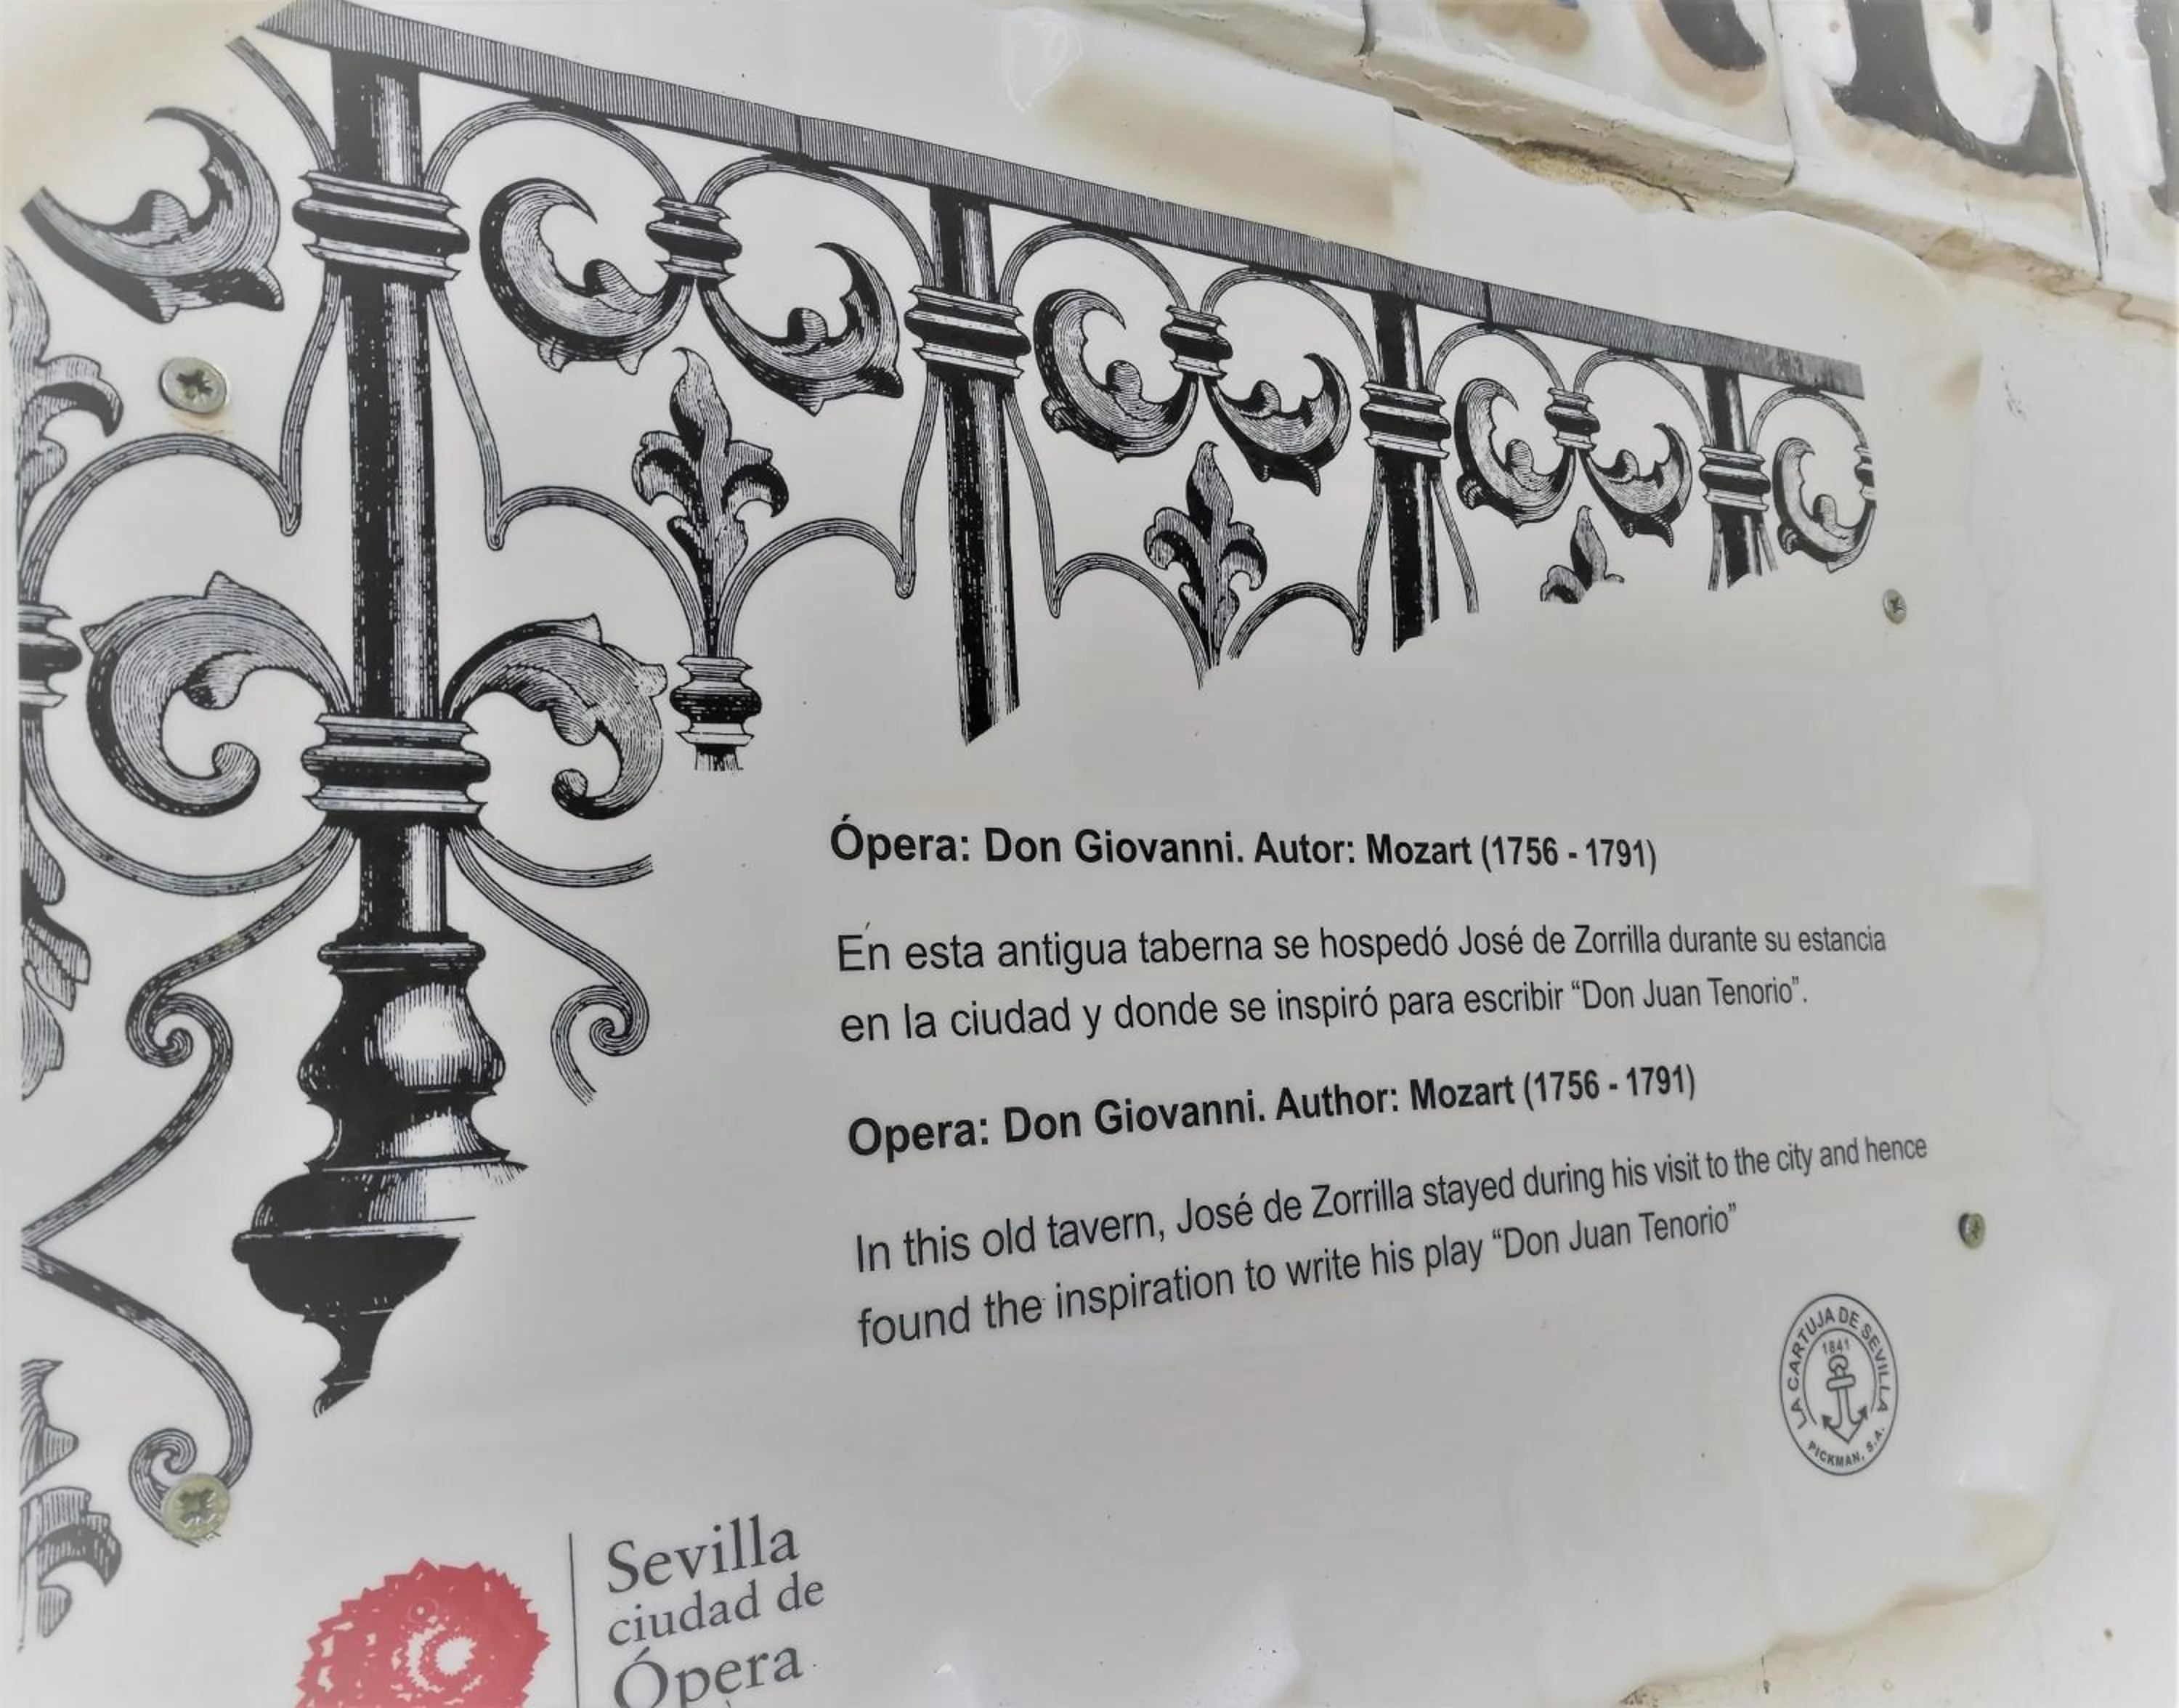 Ópera: Don Giovanni. Autor: Mozart (1756 - 1791)
En esta antigua taberna se hospedó José de Zorrilla durante su estancia
en la ciudad y donde se inspiró para escribir “Don Juan Tenorio”.
Opera: Don Giovanni. Author: Mozart (1756 - 1791)
In this old tavern, José de Zorrilla stayed during his visit to the city and hence
found the inspiration to write his play “Don Juan Tenorio”
LA CARTUJA DE SEVILLA
1841
PICKMAN, S.A.
Sevilla
ciudad de
Ópera